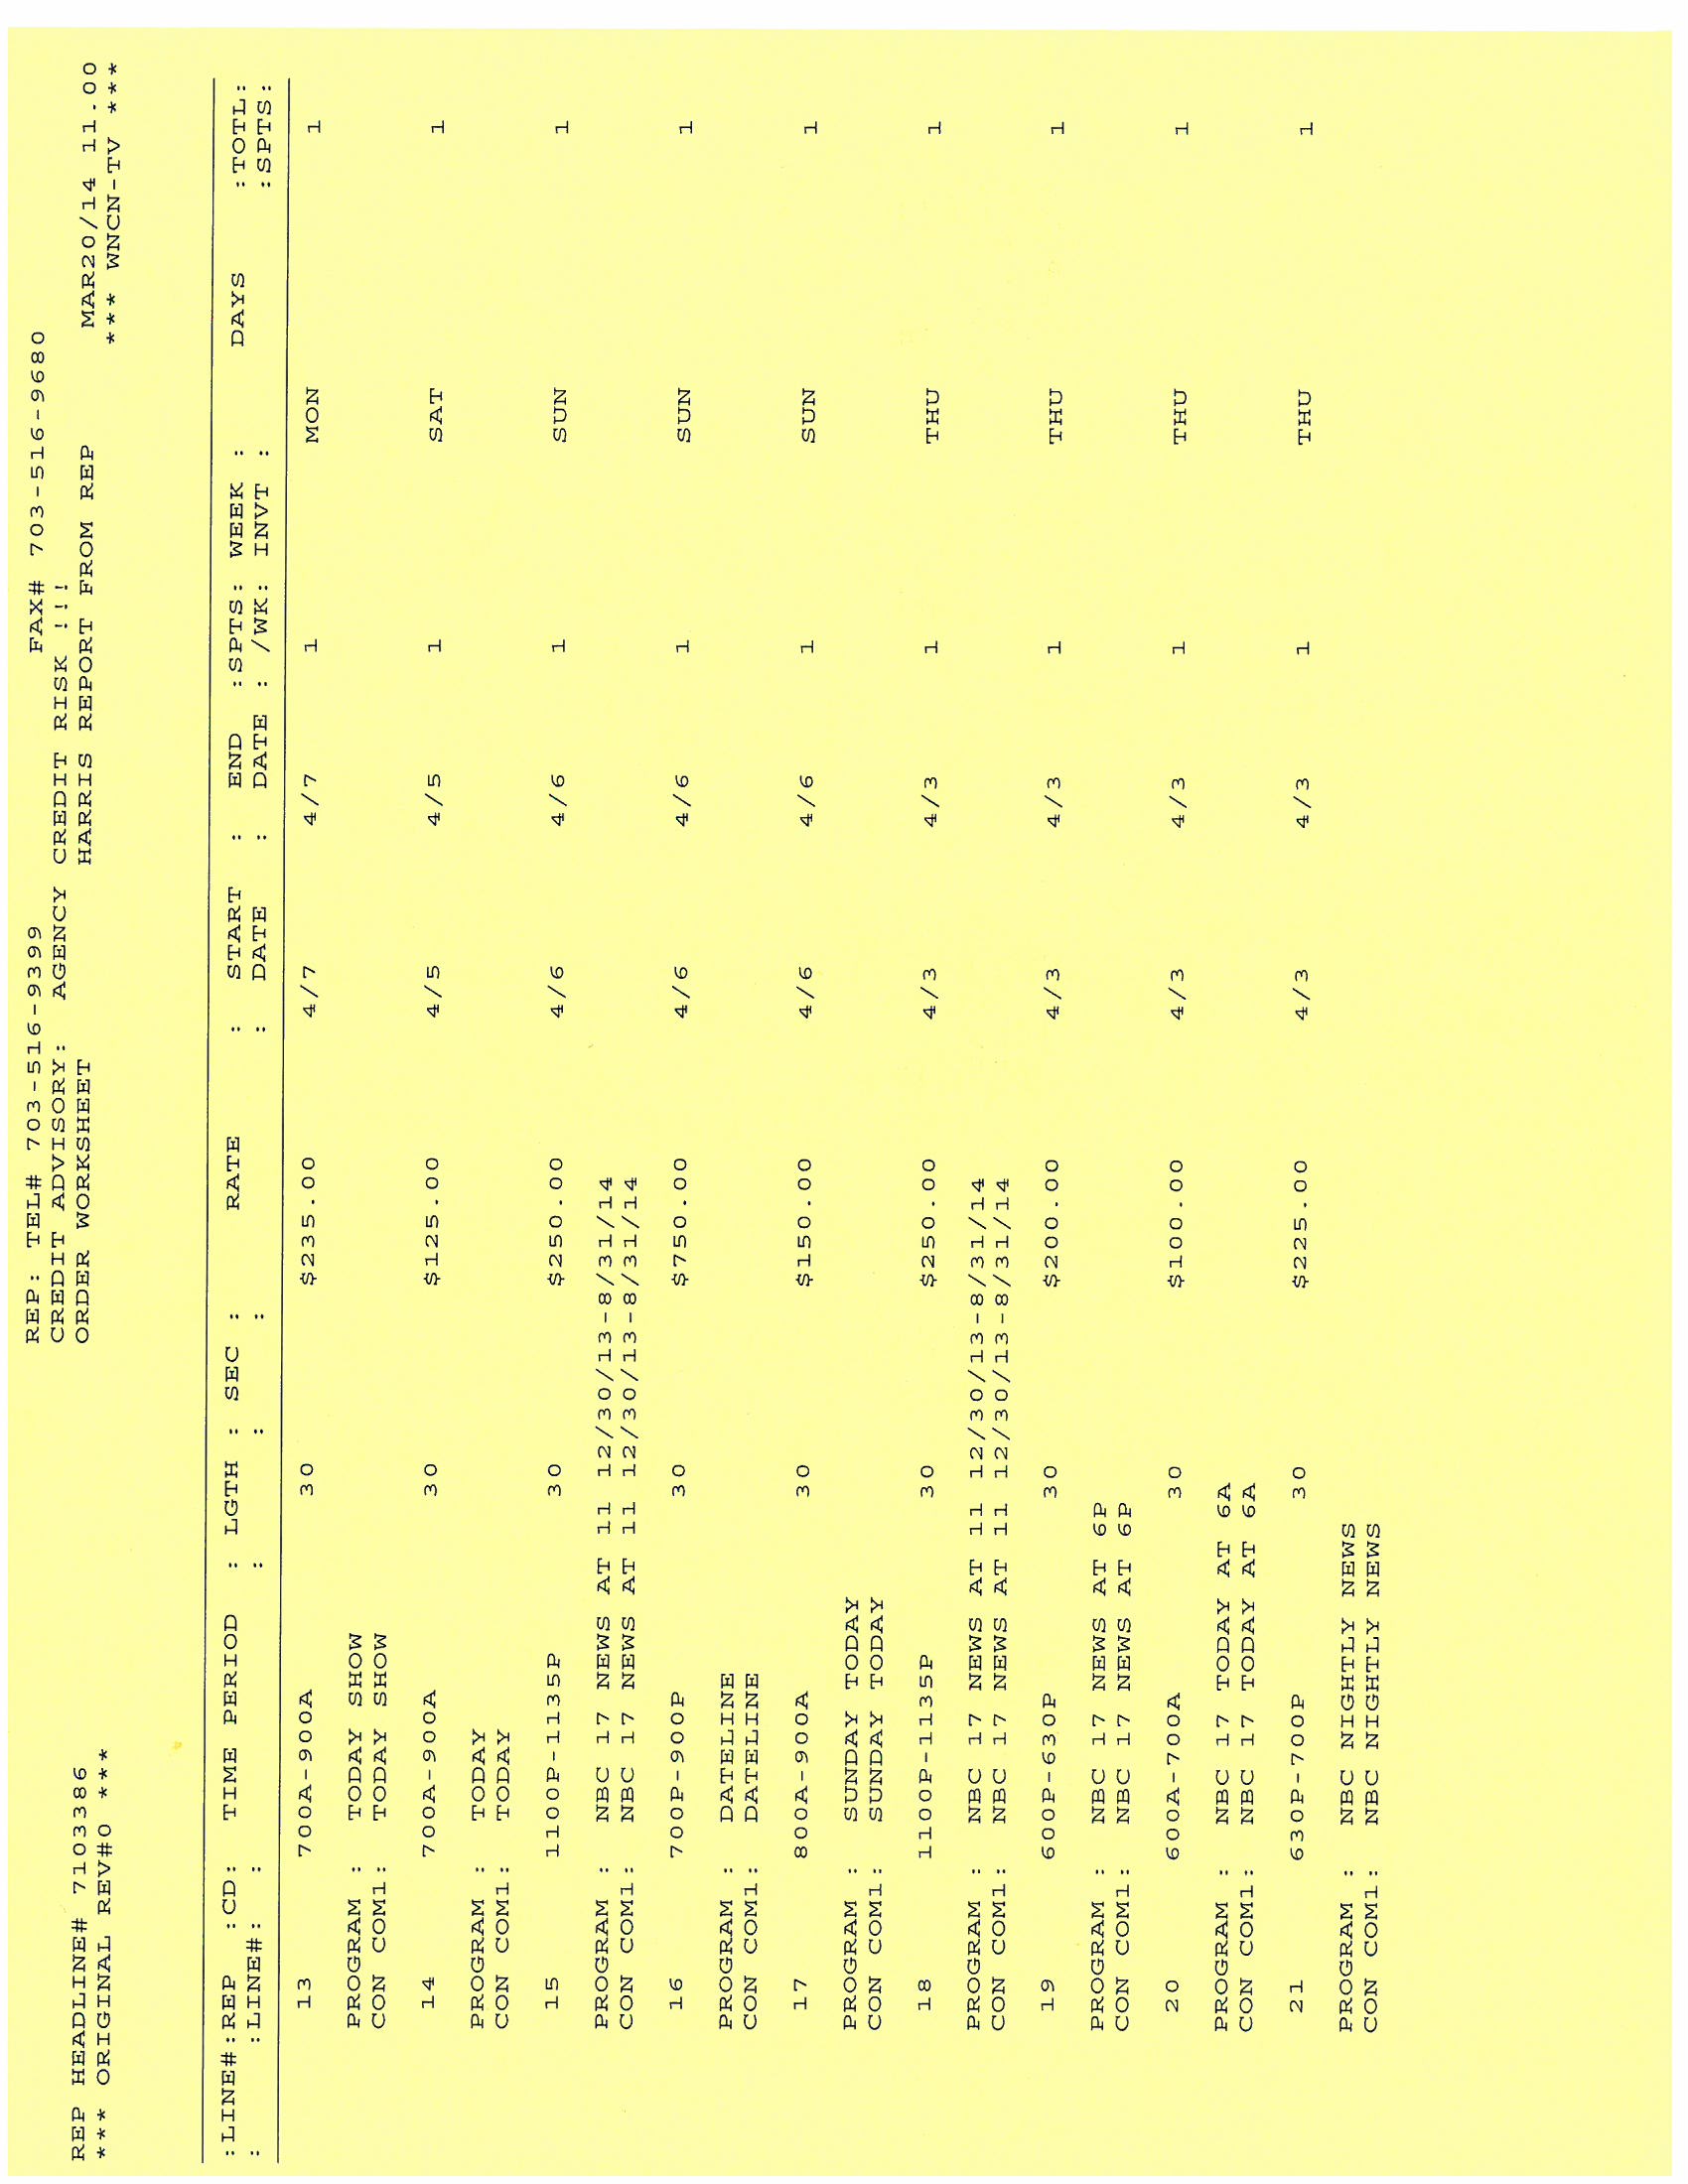 REP: TEL# 703-516-9399 FAX# 703-516-9680
CREDIT ADVISORY: AGENCY CREDIT RISK !!!
REP HEADLINE# 7103386 ORDER WORKSHEET HARRIS REPORT FROM REP MAR20/14 11.00
*** ORIGINAL REV#0 *** *** WNCN-TV ***
:LINE#:REP :CD: TIME PERIOD : LGTH : SEC : RATE : START : END :SPTS: WEEK : DAYS :TOTL:
: :LINE#: : : : : DATE : DATE : /WK: INVT : :SPTS:
13 700A-900A 30 $235.00 4/7 4/7 1 MON 1
PROGRAM : TODAY SHOW
CON COM1: TODAY SHOW
14 700A-900A 30 $125.00 4/5 4/5 1 SAT 1
PROGRAM : TODAY
CON COM1: TODAY
15 1100P-1135P 30 $250.00 4/6 4/6 1 SUN 1
PROGRAM : NBC 17 NEWS AT 11 12/30/13-8/31/14
CON COM1: NBC 17 NEWS AT 11 12/30/13-8/31/14
16 700P-900P 30 $750.00 4/6 4/6 1 SUN 1
PROGRAM : DATELINE
CON COM1: DATELINE
17 800A-900A 30 $150.00 4/6 4/6 1 SUN 1
PROGRAM : SUNDAY TODAY
CON COM1: SUNDAY TODAY
18 1100P-1135P 30 $250.00 4/3 4/3 1 THU 1
PROGRAM : NBC 17 NEWS AT 11 12/30/13-8/31/14
CON COM1: NBC 17 NEWS AT 11 12/30/13-8/31/14
19 600P-630P 30 $200.00 4/3 4/3 1 THU 1
PROGRAM : NBC 17 NEWS AT 6P
CON COM1: NBC 17 NEWS AT 6P
20 600A-700A 30 $100.00 4/3 4/3 1 THU 1
PROGRAM : NBC 17 TODAY AT 6A
CON COM1: NBC 17 TODAY AT 6A
21 630P-700P 30 $225.00 4/3 4/3 1 THU 1
PROGRAM : NBC NIGHTLY NEWS
CON COM1: NBC NIGHTLY NEWS